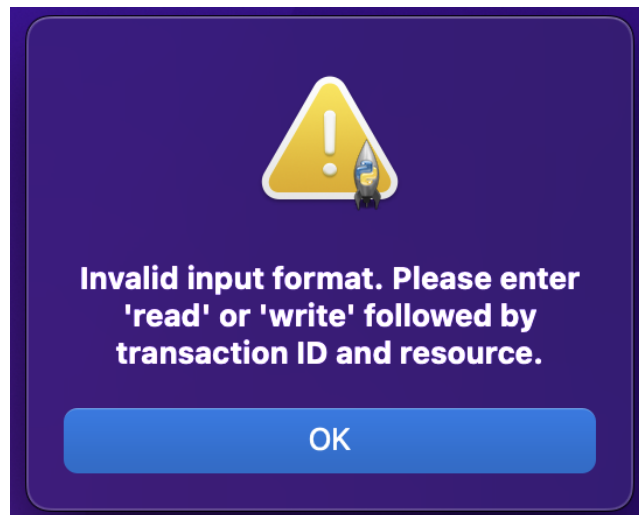 Invalid input format. Please enter
'read' or 'write' followed by
transaction ID and resource.
OK